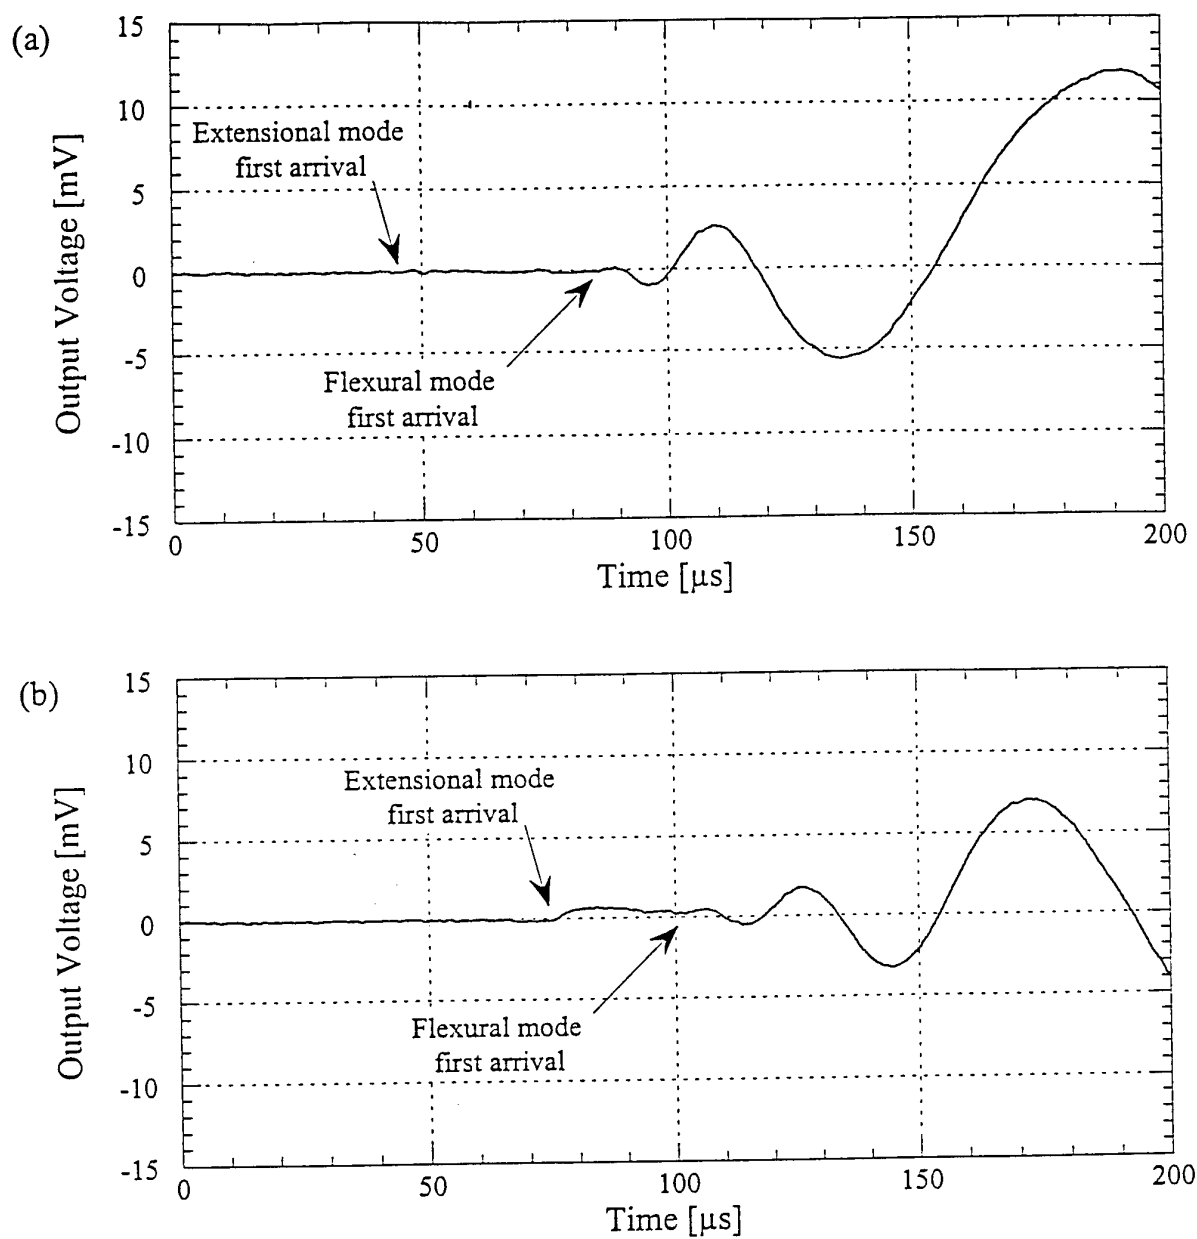 (a)
15
10
5
0
-5
-10
-15
Output Voltage [mV]
Extensional mode
first arrival
Flexural mode
first arrival
0
50
100
150
200
Time [μs]
(b)
15
10
5
0
-5
-10
-15
Output Voltage [mV]
Extensional mode
first arrival
Flexural mode
first arrival
0
50
100
150
200
Time [μs]